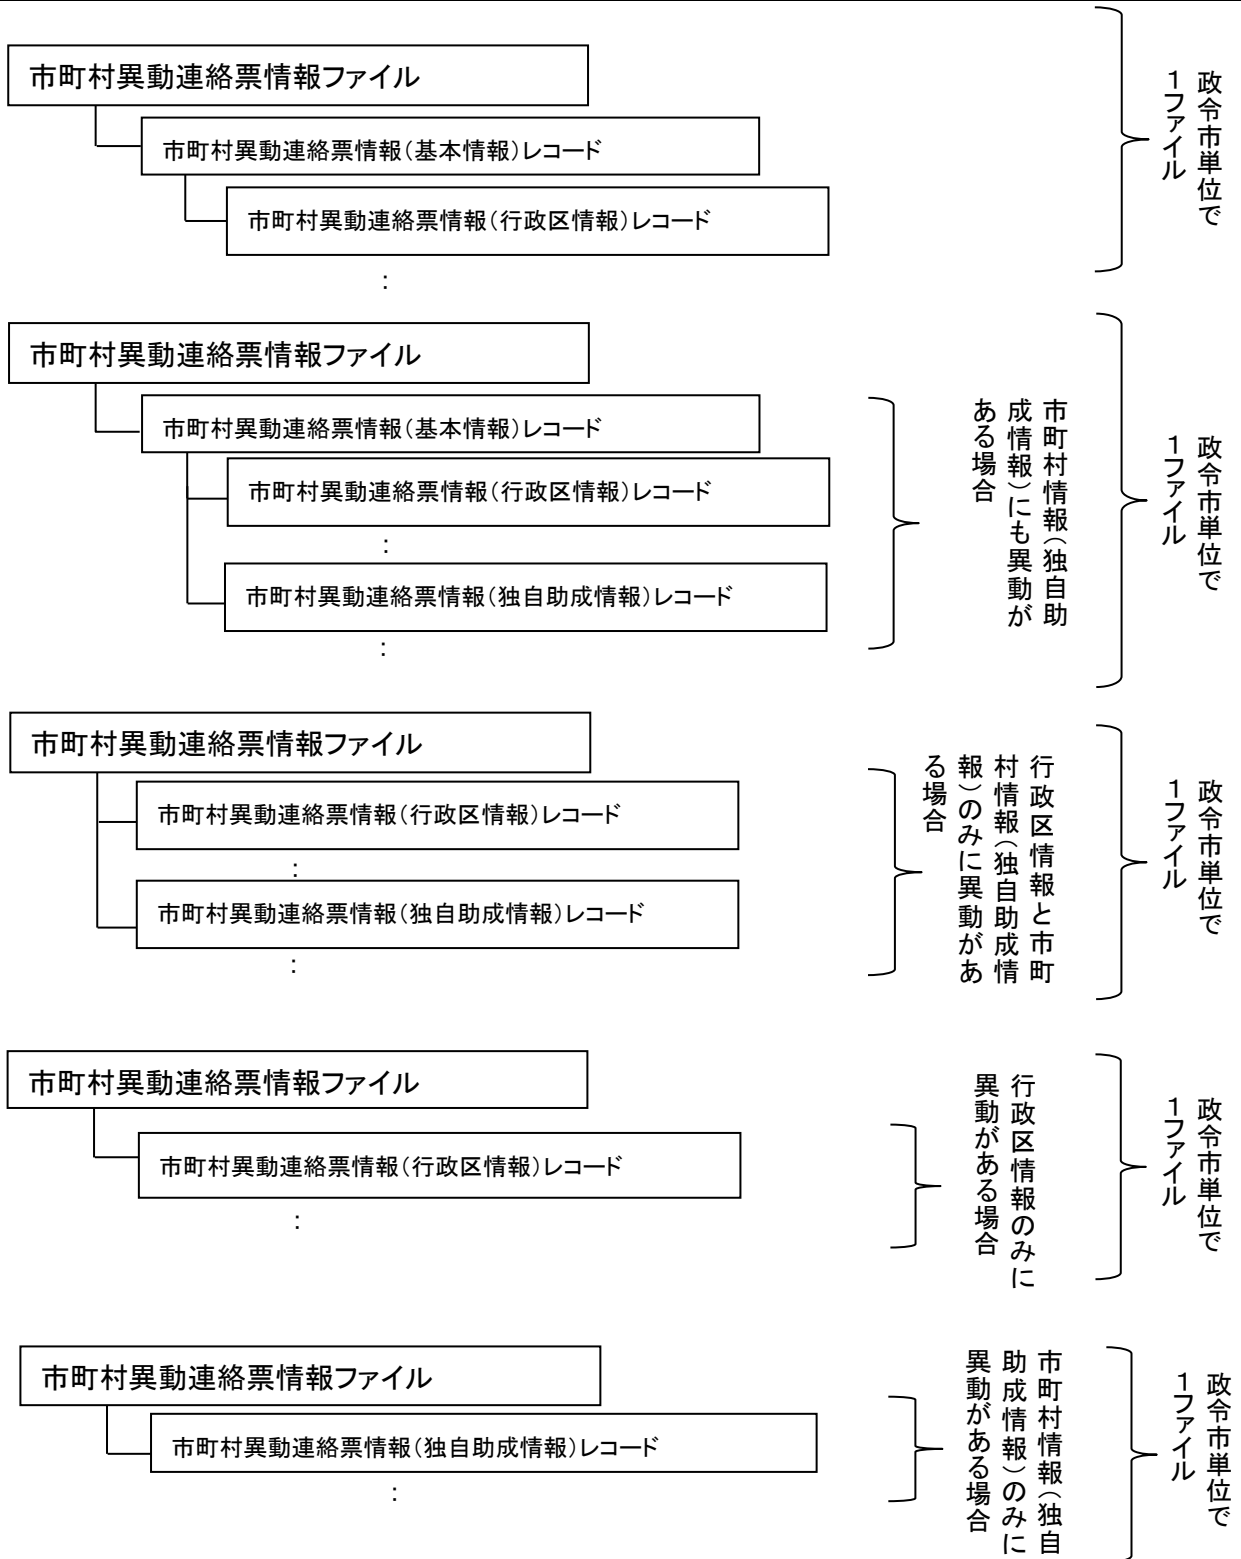 市町村異動連絡票情報ファイル
市町村異動連絡票情報（基本情報）レコード
市町村異動連絡票情報（行政区情報）レコード
：
政令市単位で
１ファイル
市町村異動連絡票情報ファイル
市町村異動連絡票情報（基本情報）レコード
市町村異動連絡票情報（行政区情報）レコード
：
市町村異動連絡票情報（独自助成情報）レコード
：
市町村情報（独自助
成情報）にも異動が
ある場合
政令市単位で
１ファイル
市町村異動連絡票情報ファイル
市町村異動連絡票情報（行政区情報）レコード
：
市町村異動連絡票情報（独自助成情報）レコード
：
行政区情報と市町
村情報（独自助成情
報）のみに異動があ
る場合
政令市単位で
１ファイル
市町村異動連絡票情報ファイル
市町村異動連絡票情報（行政区情報）レコード
：
行政区情報のみに
異動がある場合
政令市単位で
１ファイル
市町村異動連絡票情報ファイル
市町村異動連絡票情報（独自助成情報）レコード
：
市町村情報（独自
助成情報）のみに
異動がある場合
政令市単位で
１ファイル